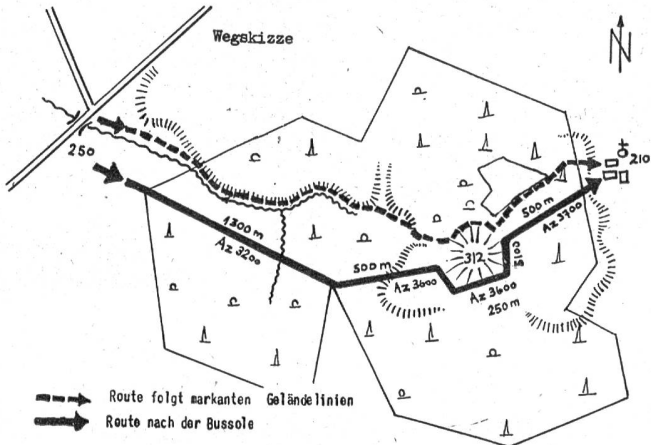 Wegskizze
N
250
210
1300 m
Az 3200
500 m
Az 3600
312
Az 3600
250 m
500 m
Az 3700
Route folgt markanten Geländelinien
Route nach der Bussole